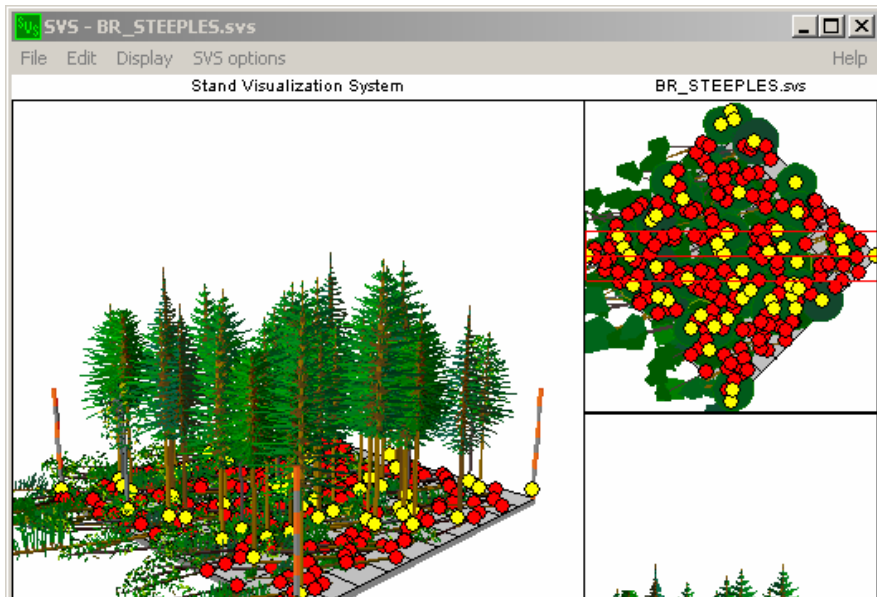 SVS - BR_STEEPLES.svs
File Edit Display SVS options Help
Stand Visualization System
BR_STEEPLES.svs